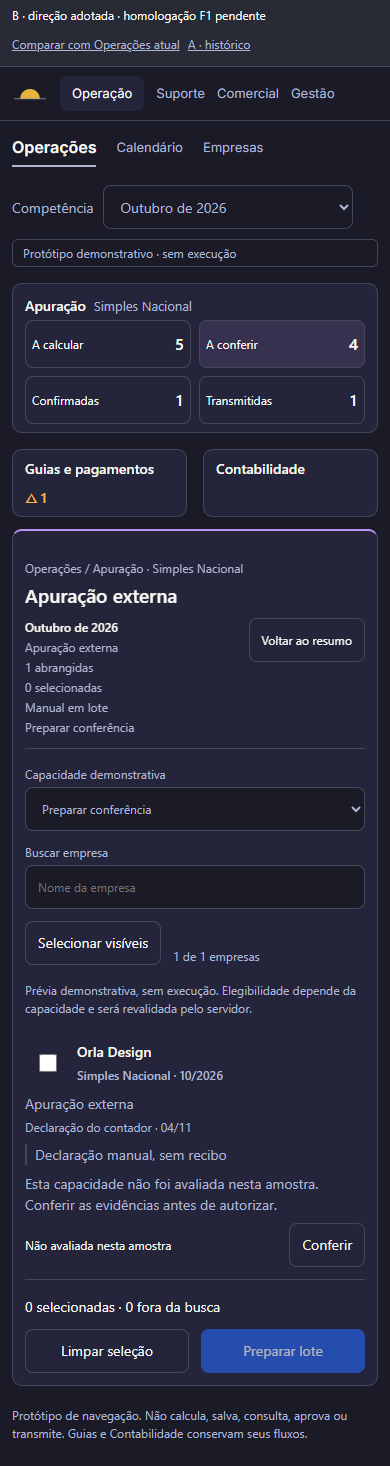 B · direção adotada · homologação F1 pendente
Comparar com Operações atual A · histórico
Operação Suporte Comercial Gestão
Operações Calendário Empresas
Competência Outubro de 2026
Protótipo demonstrativo · sem execução
Apuração Simples Nacional
A calcular 5 A conferir 4
Confirmadas 1 Transmitidas 1
Guias e pagamentos Contabilidade
△ 1
Operações / Apuração · Simples Nacional
Apuração externa
Outubro de 2026
Voltar ao resumo
Apuração externa
1 abrangidas
0 selecionadas
Manual em lote
Preparar conferência
Capacidade demonstrativa
Preparar conferência
Buscar empresa
Nome da empresa
Selecionar visíveis 1 de 1 empresas
Prévia demonstrativa, sem execução. Elegibilidade depende da
capacidade e será revalidada pelo servidor.
Orla Design
Simples Nacional · 10/2026
Apuração externa
Declaração do contador · 04/11
Declaração manual, sem recibo
Esta capacidade não foi avaliada nesta amostra.
Conferir as evidências antes de autorizar.
Não avaliada nesta amostra Conferir
0 selecionadas · 0 fora da busca
Limpar seleção Preparar lote
Protótipo de navegação. Não calcula, salva, consulta, aprova ou
transmite. Guias e Contabilidade conservam seus fluxos.